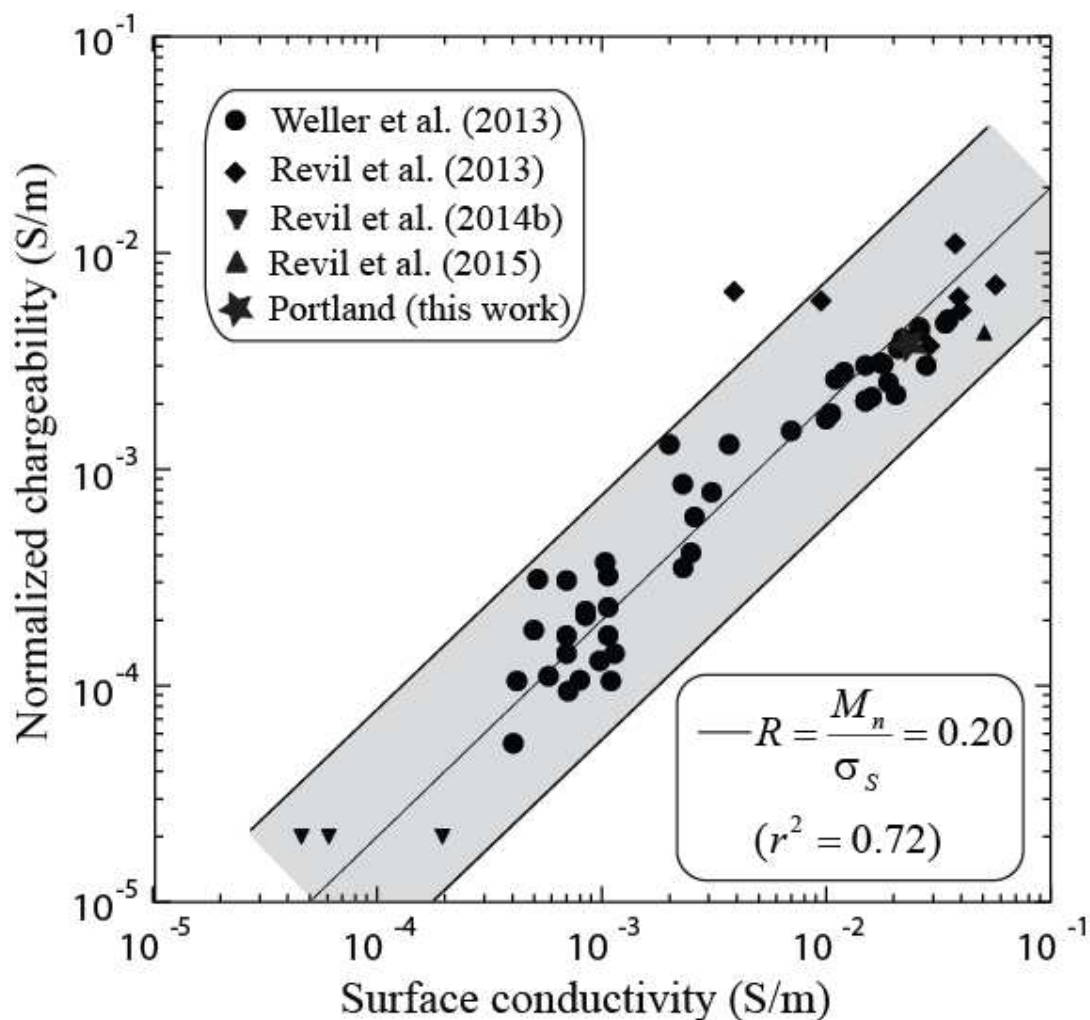 10⁻¹
Weller et al. (2013)
Revil et al. (2013)
Revil et al. (2014b)
Revil et al. (2015)
Portland (this work)
10⁻²
10⁻³
10⁻⁴
10⁻⁵
Normalized chargeability (S/m)
R = Mₙ / σ_S = 0.20
(r² = 0.72)
10⁻⁵ 10⁻⁴ 10⁻³ 10⁻² 10⁻¹
Surface conductivity (S/m)